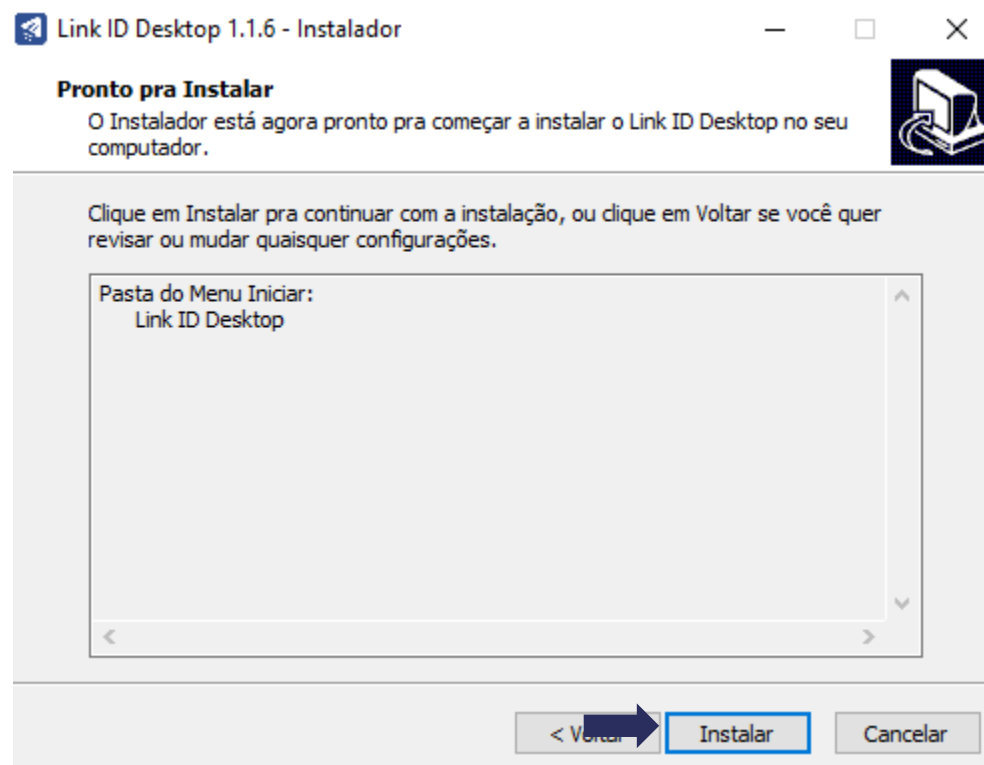 Link ID Desktop 1.1.6 - Instalador
Pronto pra Instalar
O Instalador está agora pronto pra começar a instalar o Link ID Desktop no seu
computador.
Clique em Instalar pra continuar com a instalação, ou clique em Voltar se você quer
revisar ou mudar quaisquer configurações.
Pasta do Menu Iniciar:
Link ID Desktop
< Voltar
Instalar
Cancelar